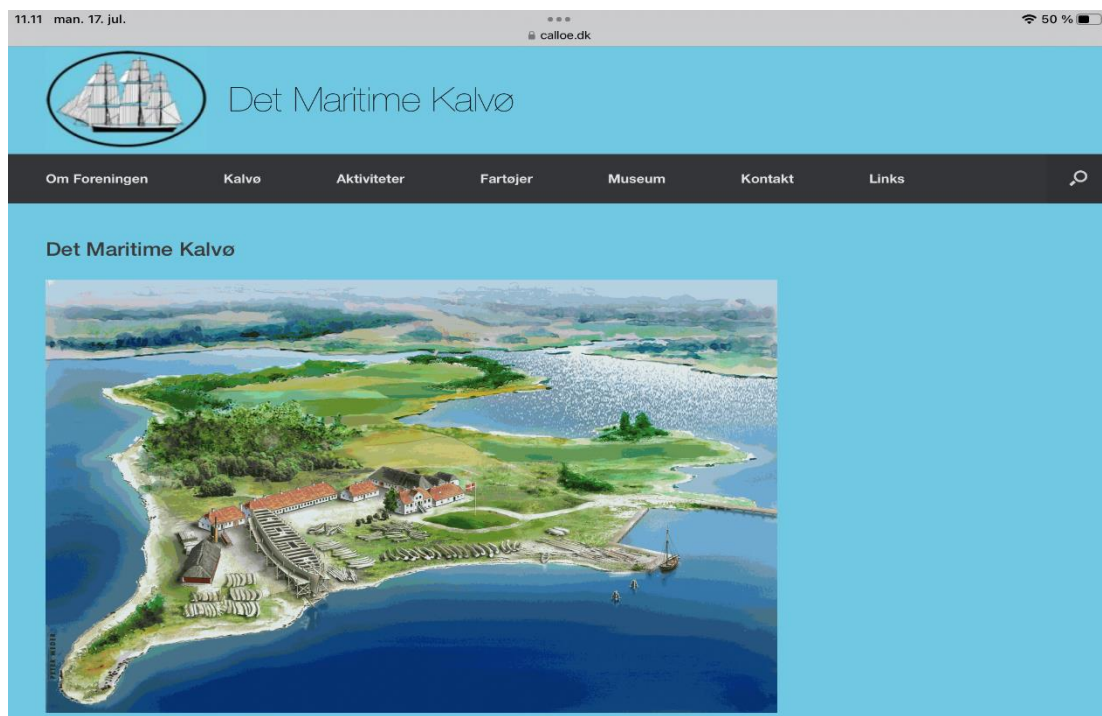 11.11 man. 17. jul.
50 %
calloe.dk
Det Maritime Kalvø
Om Foreningen Kalvø Aktiviteter Fartøjer Museum Kontakt Links
Det Maritime Kalvø